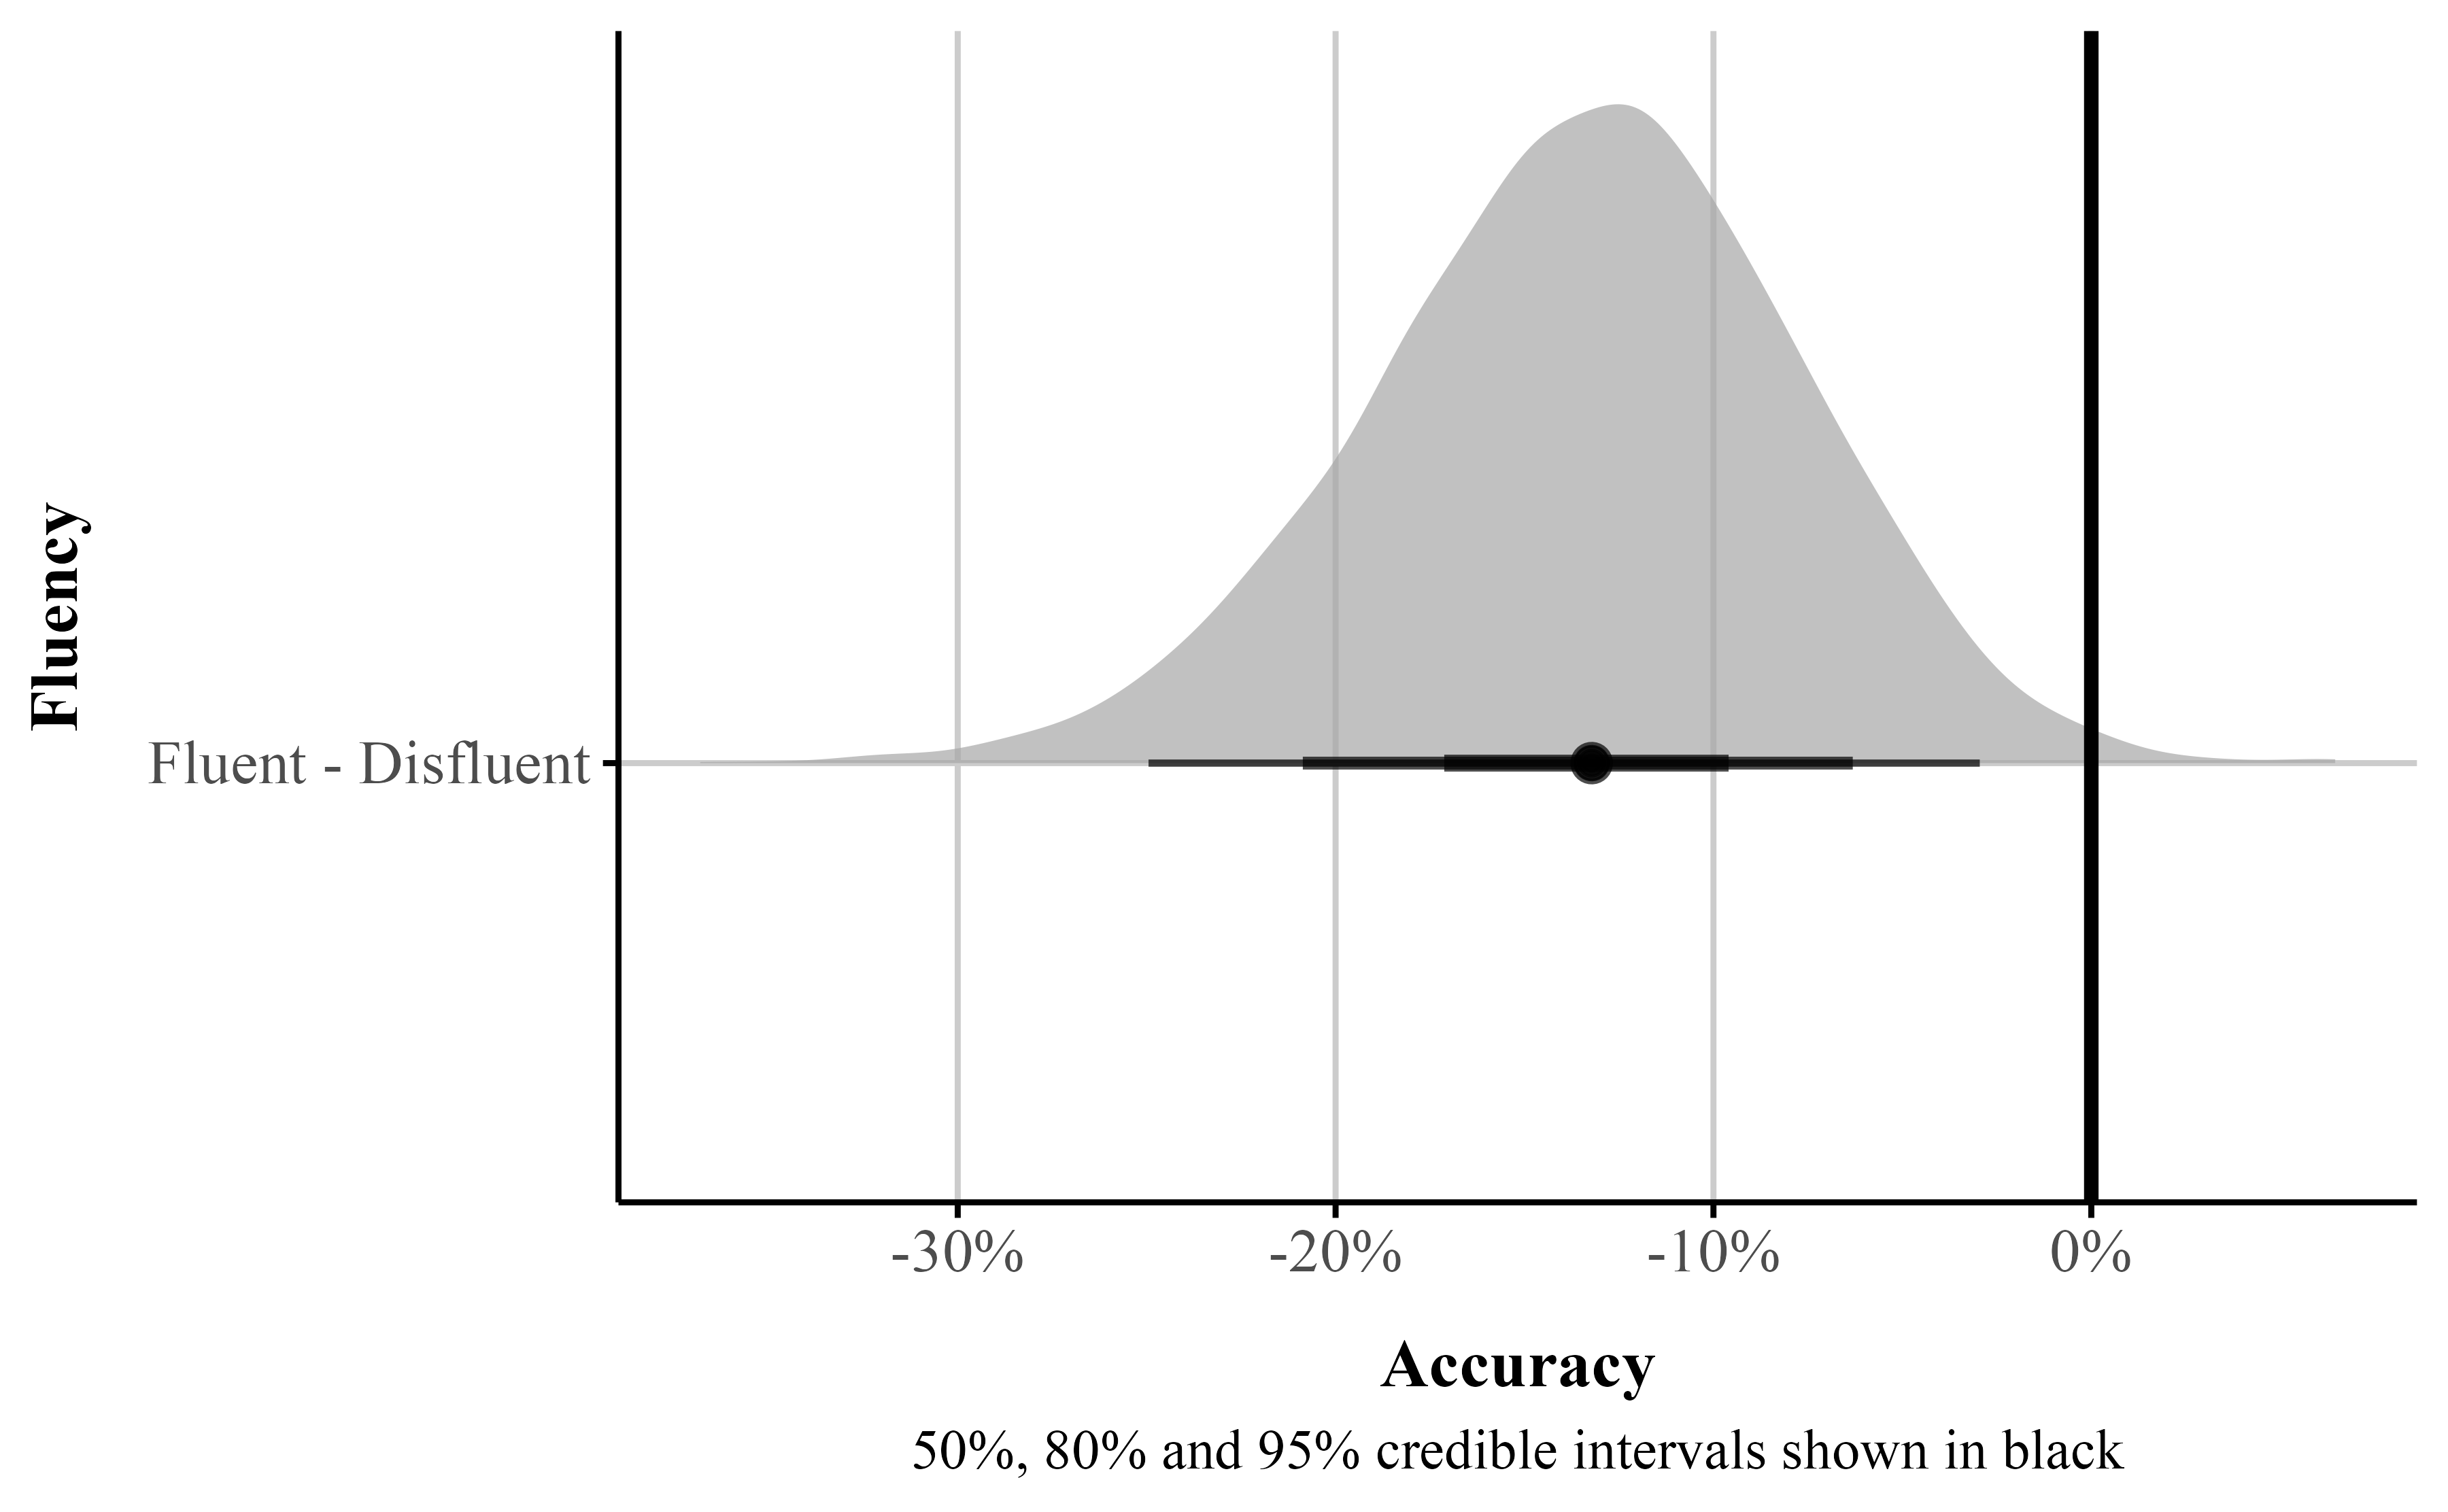 Fluency
Fluent - Disfluent
-30% -20% -10% 0%
Accuracy
50%, 80% and 95% credible intervals shown in black